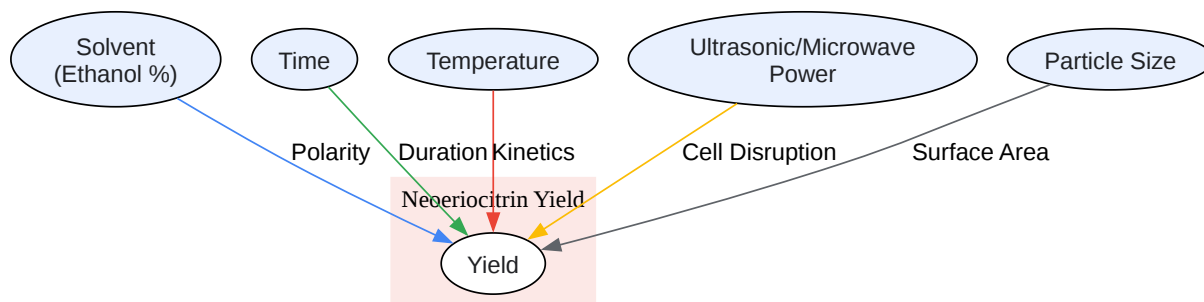 Solvent
(Ethanol %)
Time
Temperature
Ultrasonic/Microwave
Power
Particle Size
Polarity
Duration
Kinetics
Cell Disruption
Surface Area
Neoeriocitrin Yield
Yield